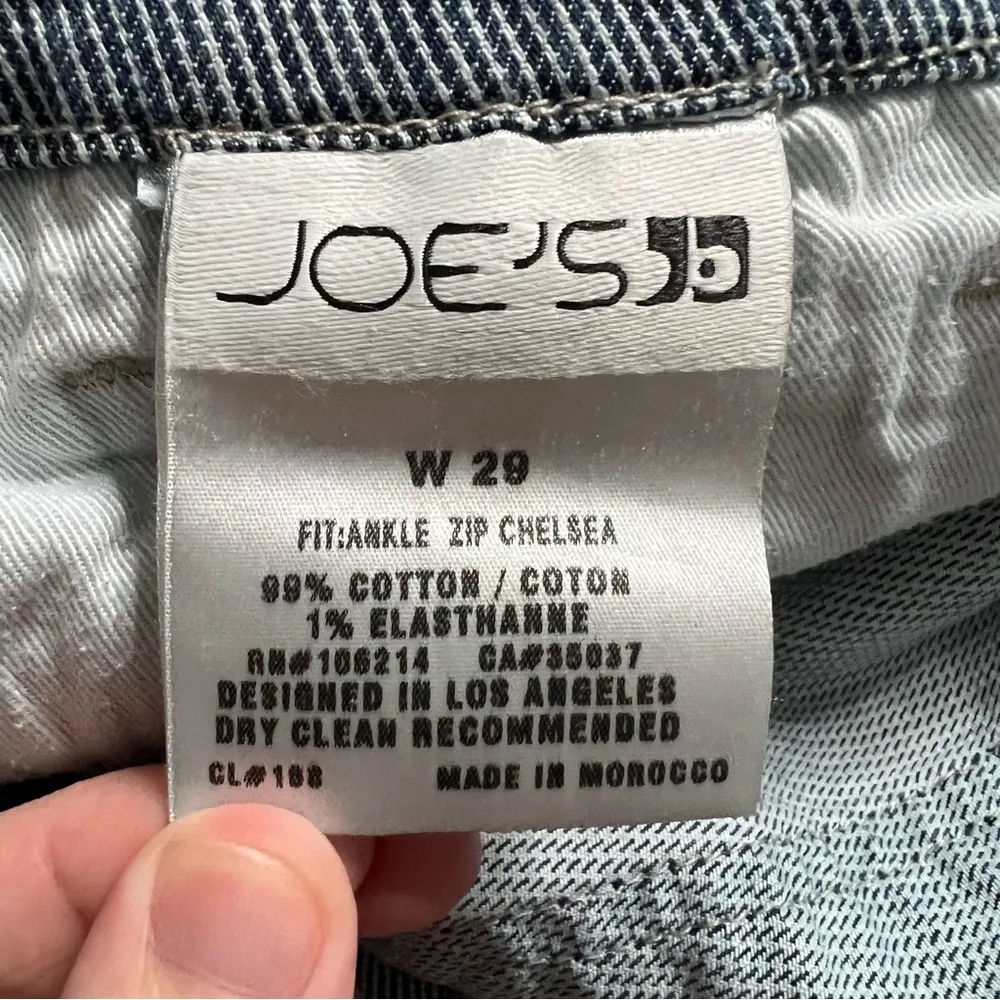 JOE'S
W 29
FIT:ANKLE ZIP CHELSEA
99% COTTON / COTON
1% ELASTHANNE
RN#106214 CA#35037
DESIGNED IN LOS ANGELES
DRY CLEAN RECOMMENDED
CL#168 MADE IN MOROCCO